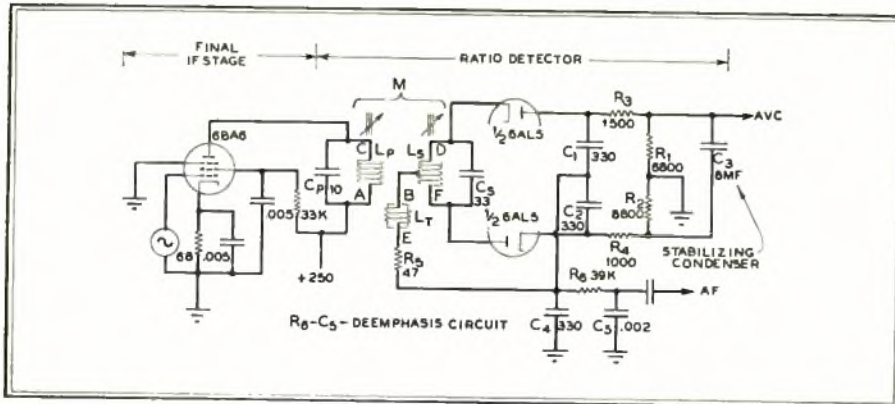 FINAL
IF STAGE
RATIO DETECTOR
M
6BA6
C
LP
LS
D
1/2 6AL5
R3
1500
AVC
C1
330
R1
6800
C3
8MF
CP
10
A
B
LT
E
F
CS
33
C2
330
R2
6800
.005
33K
1/2 6AL5
R4
1000
STABILIZING
CONDENSER
68
.005
+250
R5
47
R6 39K
AF
R6-C5-DEEMPHASIS CIRCUIT
C4
330
C5
.002